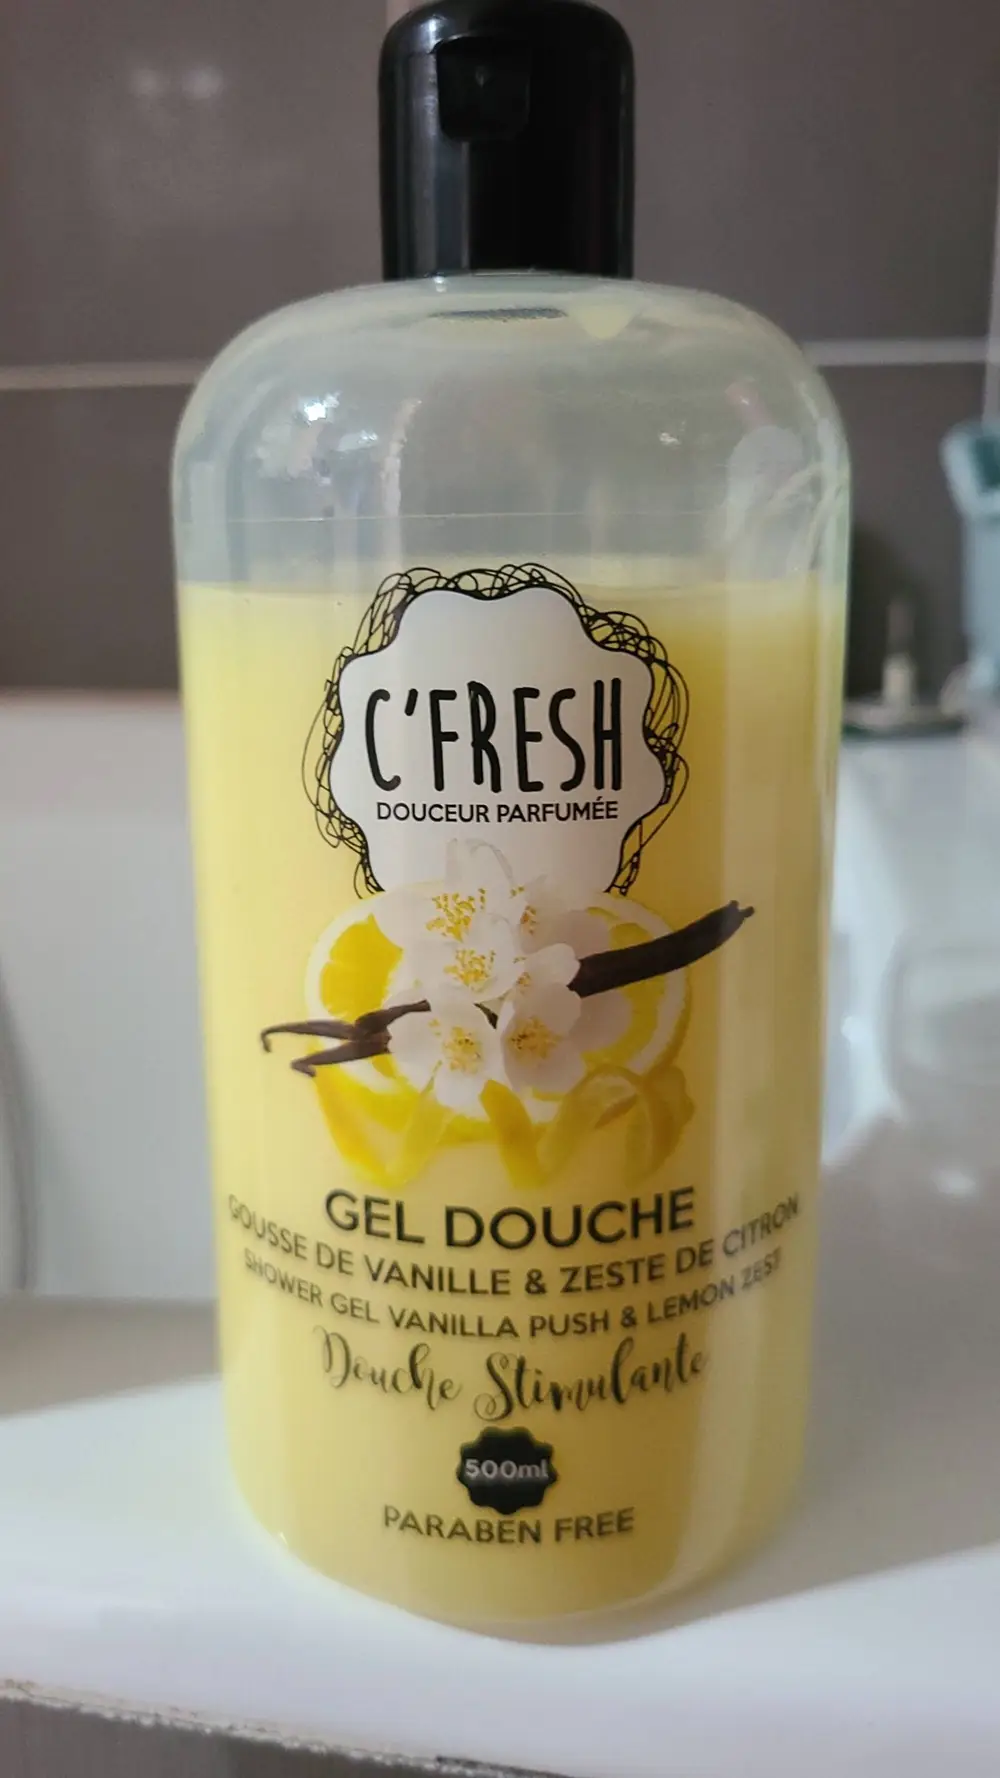 C'FRESH
DOUCEUR PARFUMÉE
GEL DOUCHE
GOUSSE DE VANILLE & ZESTE DE CITRON
SHOWER GEL VANILLA PUSH & LEMON ZEST
Douche Stimulante
500ml
PARABEN FREE